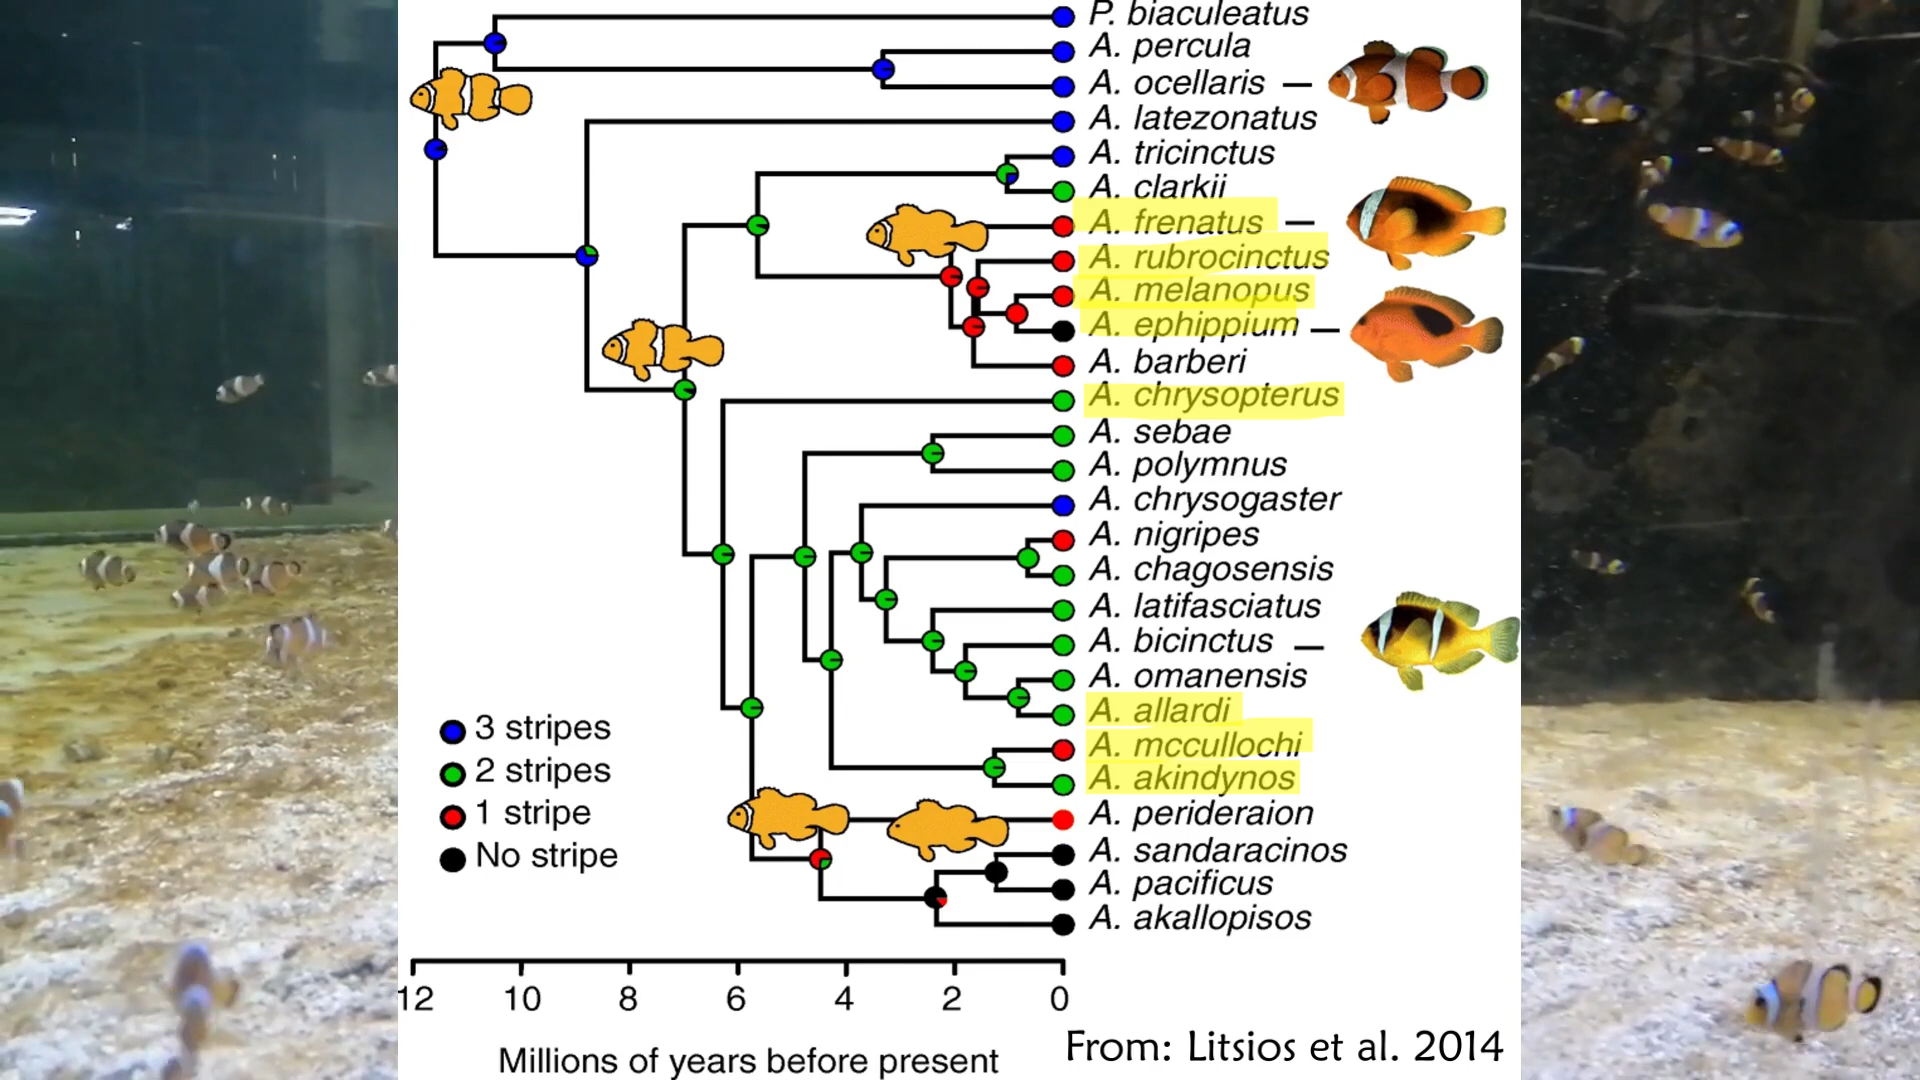 P. biaculeatus
A. percula
A. ocellaris
A. latezonatus
A. tricinctus
A. clarkii
A. frenatus
A. rubrocinctus
A. melanopus
A. ephippium
A. barberi
A. chrysopterus
A. sebae
A. polymnus
A. chrysogaster
A. nigripes
A. chagosensis
A. latifasciatus
A. bicinctus
A. omanensis
A. allardi
A. mccullochi
A. akindynos
A. perideraion
A. sandaracinos
A. pacificus
A. akallopisos
3 stripes
2 stripes
1 stripe
No stripe
12 10 8 6 4 2 0
Millions of years before present
From: Litsios et al. 2014